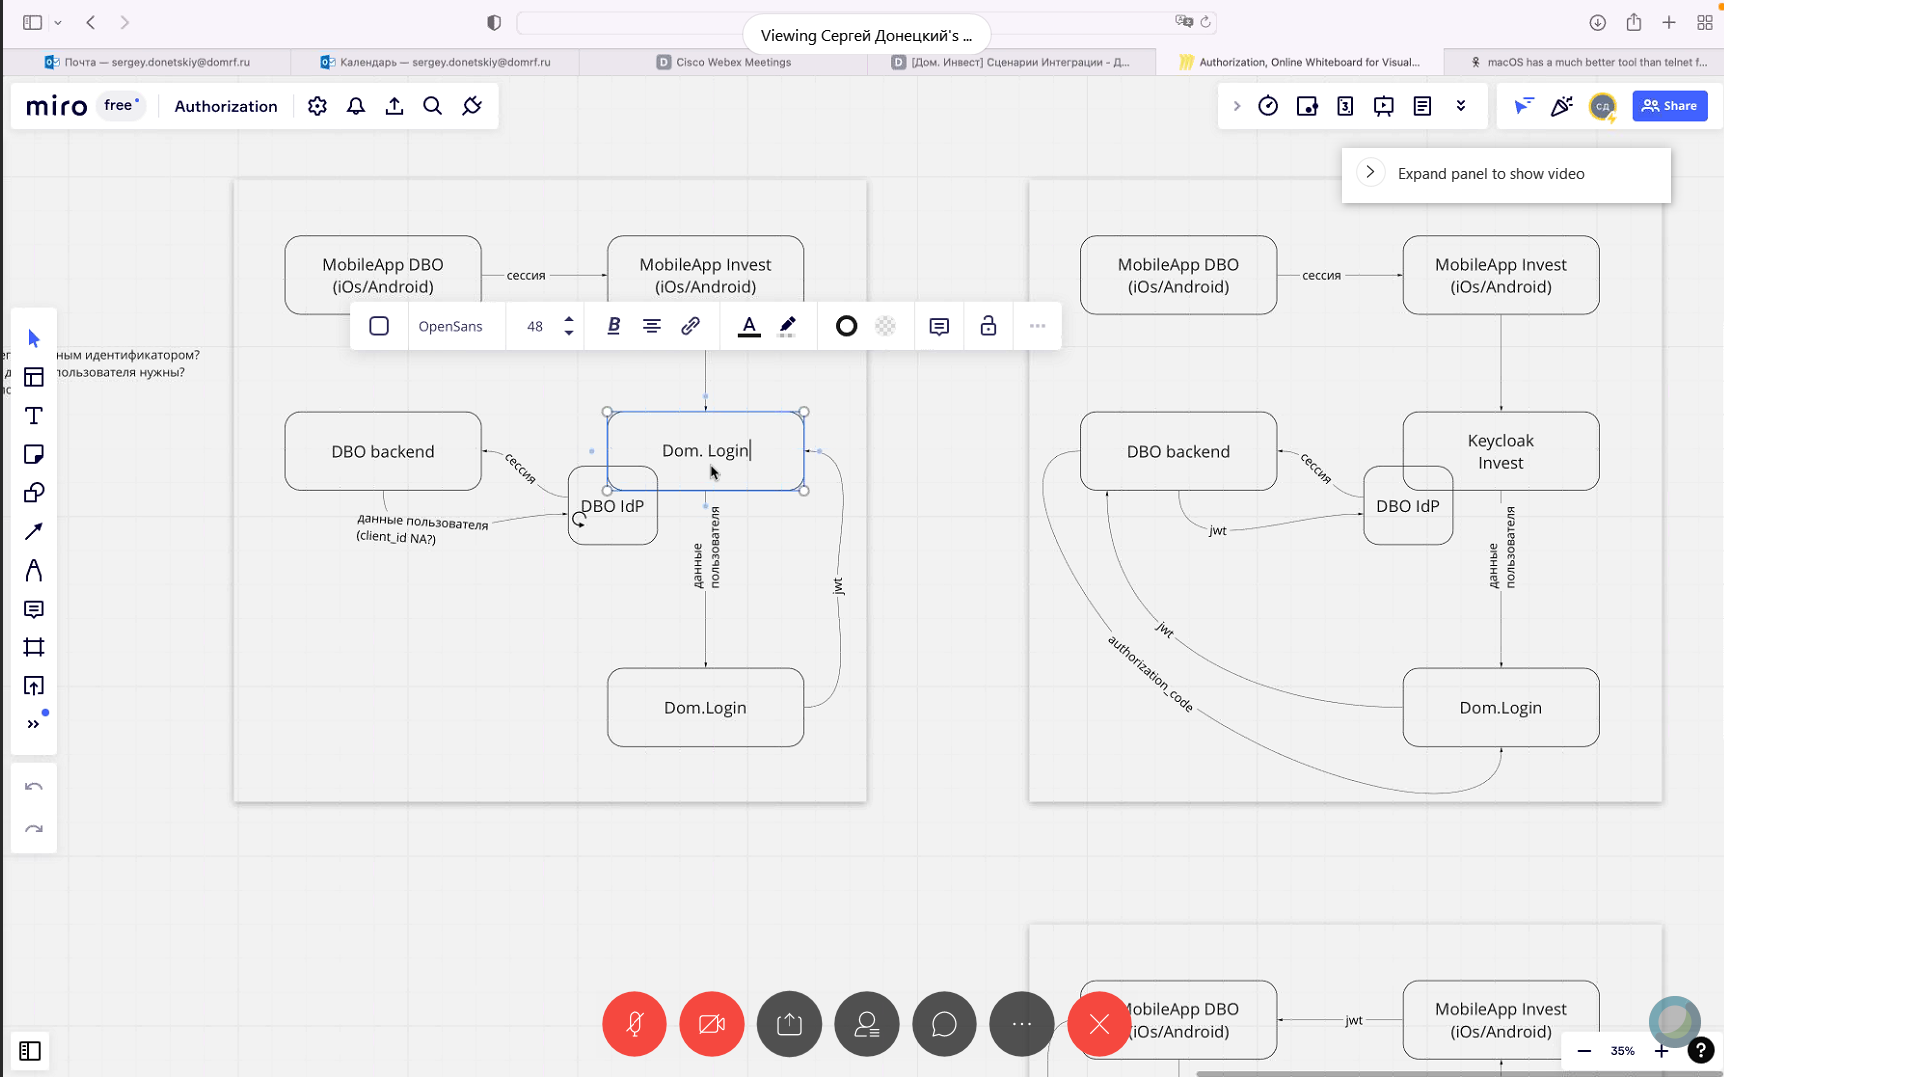 Viewing Сергей Донецкий's ...
Почта — sergey.donetskiy@domrf.ru
Календарь — sergey.donetskiy@domrf.ru
Cisco Webex Meetings
[Дом. Инвест] Сценарии Интеграции - Д...
Authorization, Online Whiteboard for Visual...
macOS has a much better tool than telnet f...
miro
free
Authorization
3
СД
Share
Expand panel to show video
MobileApp DBO
(iOs/Android)
сессия
MobileApp Invest
(iOs/Android)
MobileApp DBO
(iOs/Android)
сессия
MobileApp Invest
(iOs/Android)
OpenSans
48
B
A
ным идентификатором?
пользователя нужны?
DBO backend
сессия
Dom. Login
DBO IdP
данные пользователя
(client_id NA?)
данные
пользователя
jwt
Dom.Login
DBO backend
сессия
Keycloak
Invest
DBO IdP
jwt
данные
пользователя
jwt
authorization_code
Dom.Login
MobileApp DBO
(iOs/Android)
jwt
MobileApp Invest
(iOs/Android)
35%
?